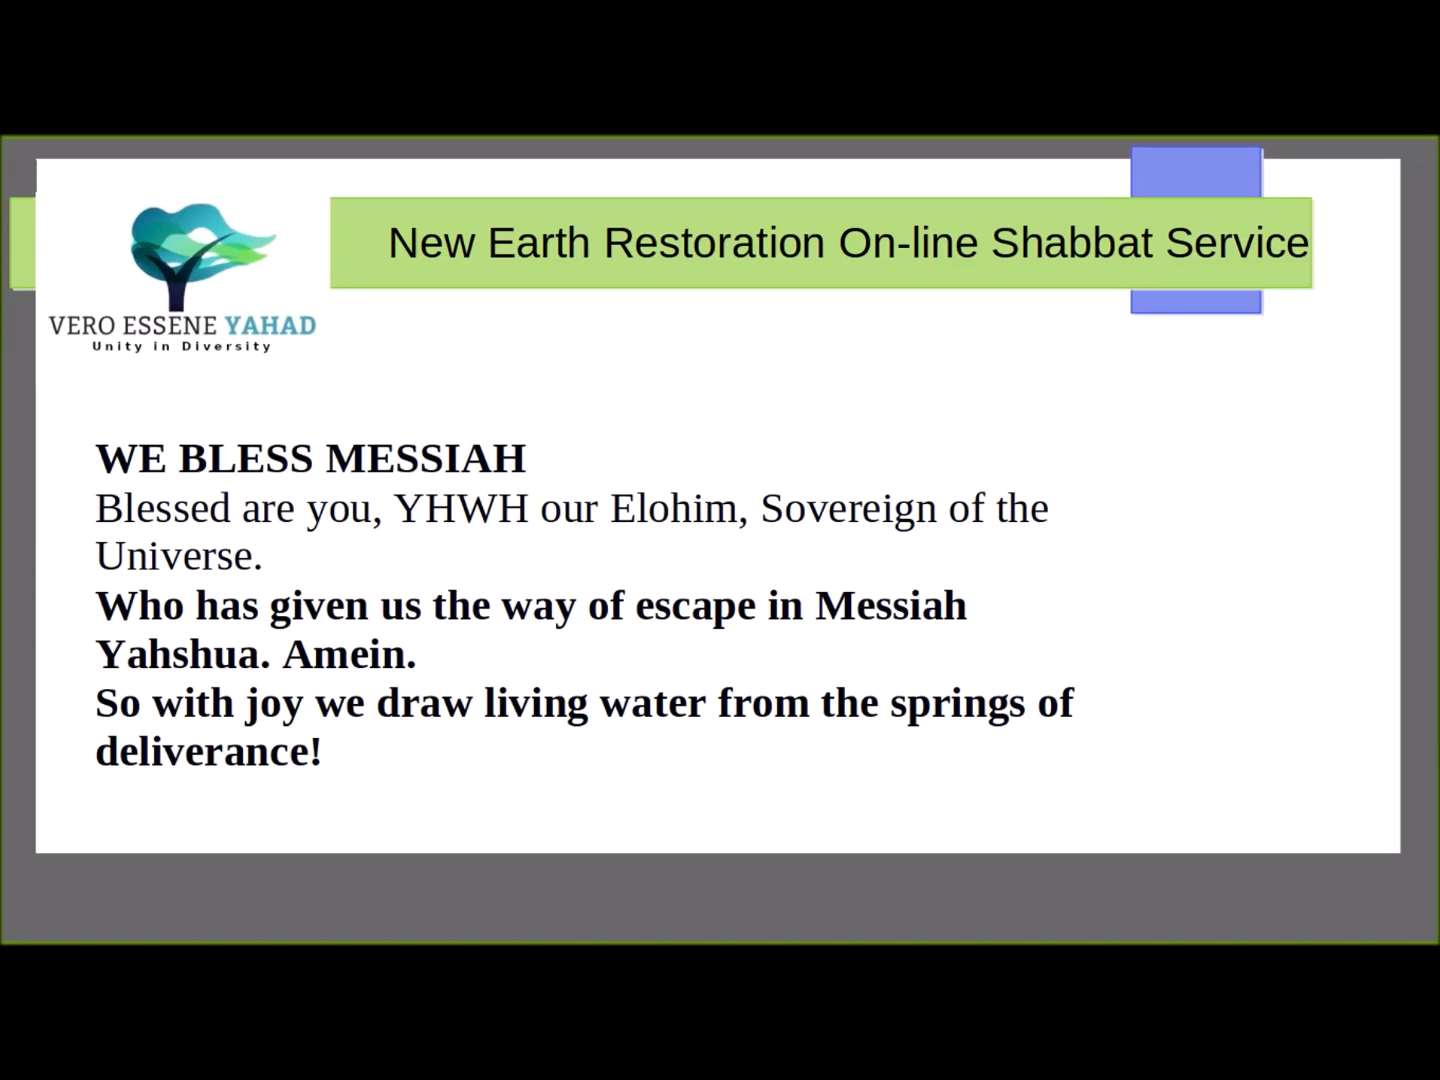 New Earth Restoration On-line Shabbat Service
VERO ESSENE YAHAD
Unity in Diversity
WE BLESS MESSIAH
Blessed are you, YHWH our Elohim, Sovereign of the
Universe.
Who has given us the way of escape in Messiah
Yahshua. Amein.
So with joy we draw living water from the springs of
deliverance!